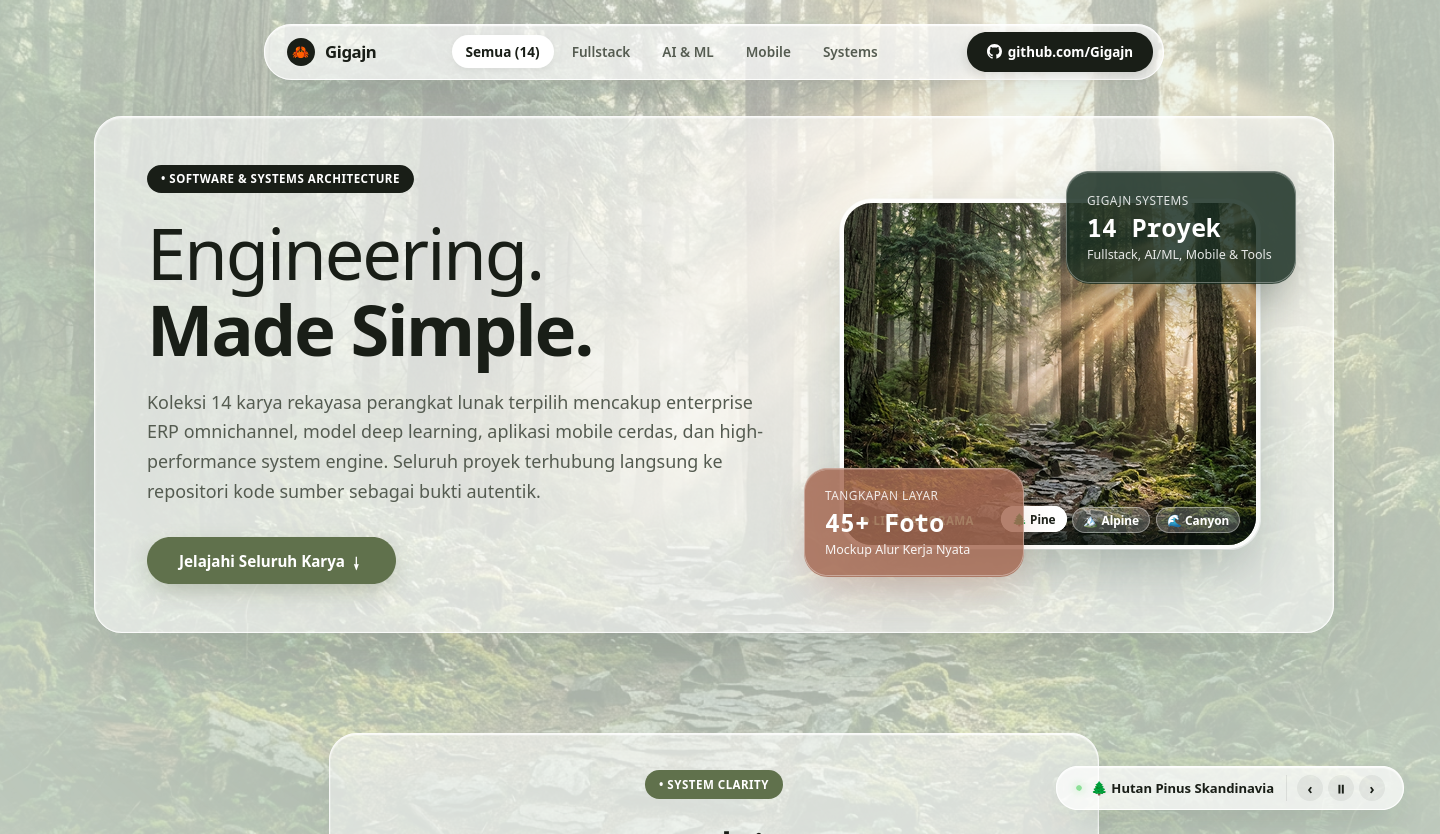 Gigajn
Semua (14)
Fullstack
AI & ML
Mobile
Systems
github.com/Gigajn
• SOFTWARE & SYSTEMS ARCHITECTURE
Engineering.
Made Simple.
Koleksi 14 karya rekayasa perangkat lunak terpilih mencakup enterprise
ERP omnichannel, model deep learning, aplikasi mobile cerdas, dan high-
performance system engine. Seluruh proyek terhubung langsung ke
repositori kode sumber sebagai bukti autentik.
Jelajahi Seluruh Karya ↓
GIGAJN SYSTEMS
14 Proyek
Fullstack, AI/ML, Mobile & Tools
TANGKAPAN LAYAR
45+ Foto
Mockup Alur Kerja Nyata
🌲 Pine
🏔️ Alpine
🌊 Canyon
• SYSTEM CLARITY
🌲 Hutan Pinus Skandinavia
‹ ⏸ ›